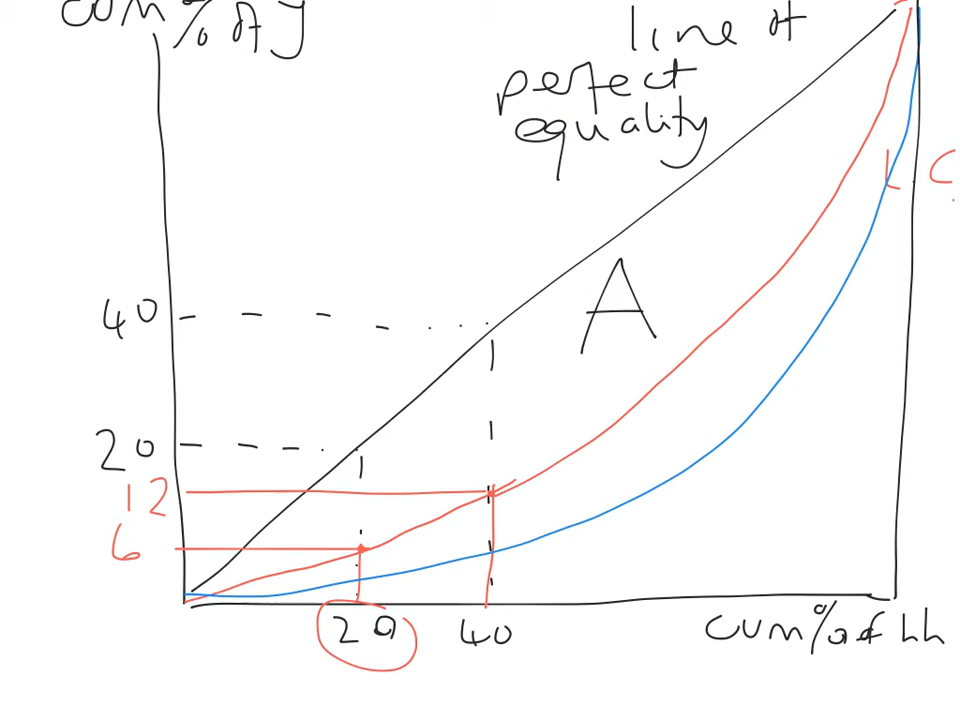 cum % of y
line of
perfect
equality
L C
40
A
20
12
6
20
40
cum % of hh